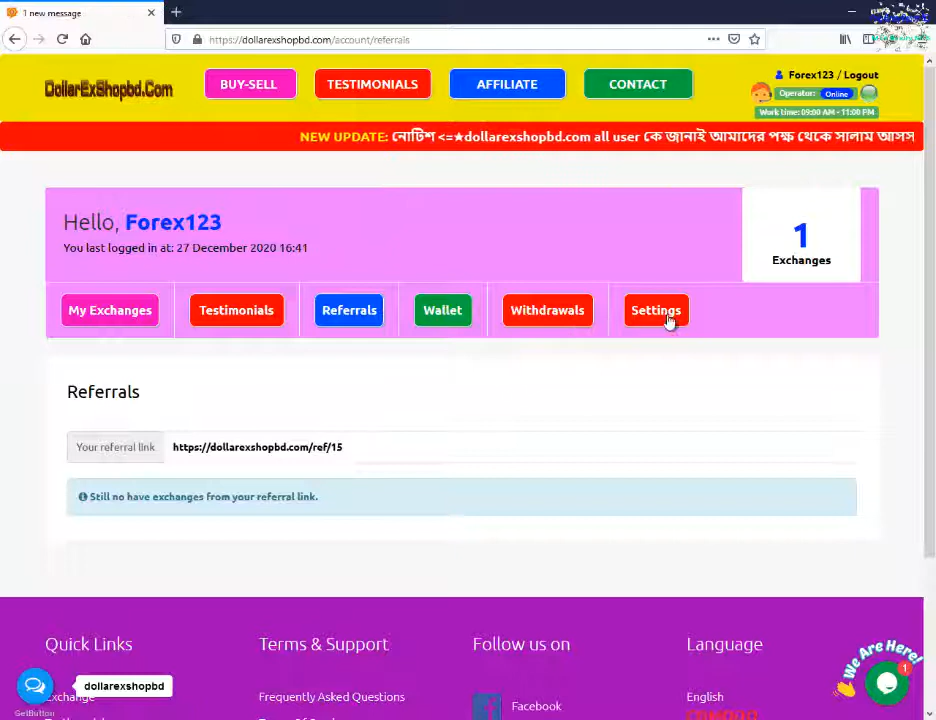 1 new message
https://dollarexshopbd.com/account/referrals
DollarExShopbd.Com
BUY-SELL
TESTIMONIALS
AFFILIATE
CONTACT
Forex123 / Logout
Operator: Online
Work time: 09:00 AM - 11:00 PM
NEW UPDATE: নোটিশ <=★dollarexshopbd.com all user কে জানাই আমাদের পক্ষ থেকে সালাম আসস
Hello, Forex123
You last logged in at: 27 December 2020 16:41
1
Exchanges
My Exchanges
Testimonials
Referrals
Wallet
Withdrawals
Settings
Referrals
Your referral link
https://dollarexshopbd.com/ref/15
Still no have exchanges from your referral link.
Quick Links
Terms & Support
Follow us on
Language
We Are Here!
1
dollarexshopbd
Exchange
Frequently Asked Questions
Facebook
English
GetButton